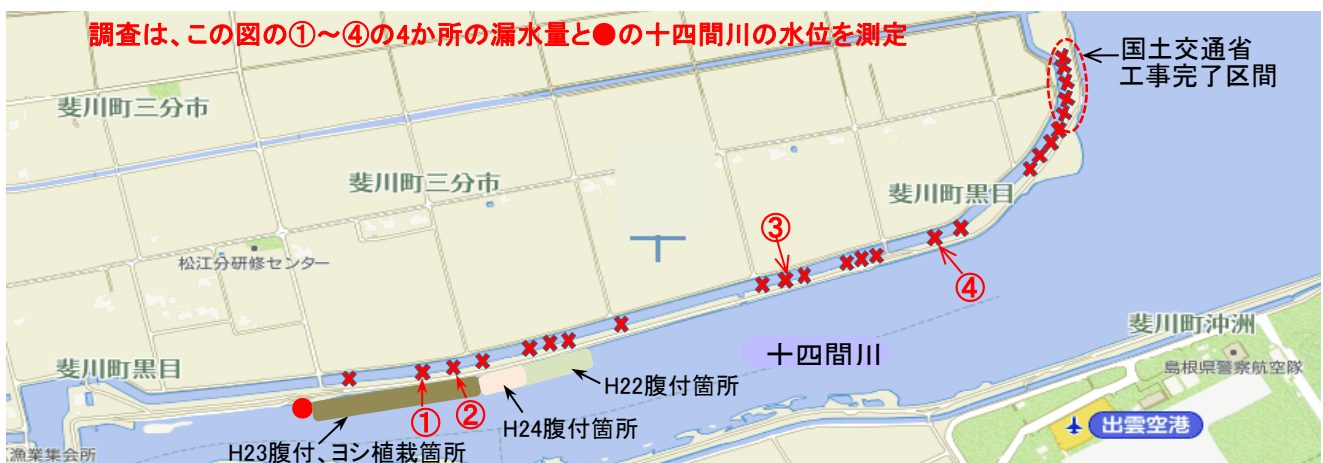 調査は、この図の①～④の4か所の漏水量と●の十四間川の水位を測定
国土交通省
工事完了区間
斐川町三分市
斐川町三分市
斐川町黒目
③
松江分研修センター
④
斐川町沖洲
十四間川
島根県警察航空隊
斐川町黒目
H22腹付箇所
①
②
H24腹付箇所
出雲空港
H23腹付、ヨシ植栽箇所
漁業集会所